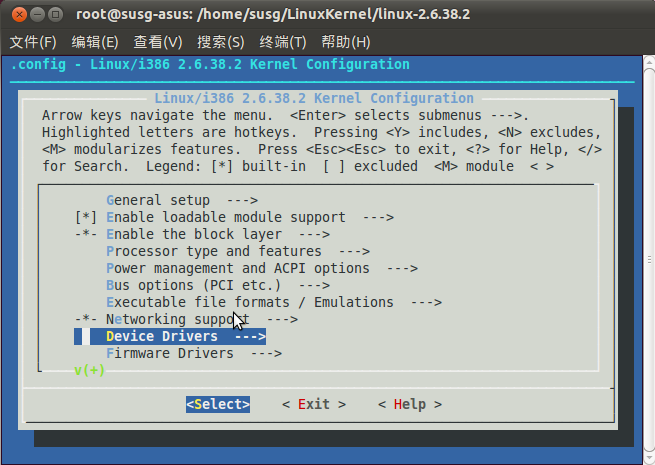 root@susg-asus: /home/susg/LinuxKernel/linux-2.6.38.2
文件(F) 编辑(E) 查看(V) 搜索(S) 终端(T) 帮助(H)
.config - Linux/i386 2.6.38.2 Kernel Configuration
Linux/i386 2.6.38.2 Kernel Configuration
Arrow keys navigate the menu.  <Enter> selects submenus --->.
Highlighted letters are hotkeys.  Pressing <Y> includes, <N> excludes,
<M> modularizes features.  Press <Esc><Esc> to exit, <?> for Help, </>
for Search.  Legend: [*] built-in  [ ] excluded  <M> module  < >
General setup  --->
[*] Enable loadable module support  --->
-*- Enable the block layer  --->
Processor type and features  --->
Power management and ACPI options  --->
Bus options (PCI etc.)  --->
Executable file formats / Emulations  --->
-*- Networking support  --->
Device Drivers  --->
Firmware Drivers  --->
v(+)
<Select>    < Exit >    < Help >